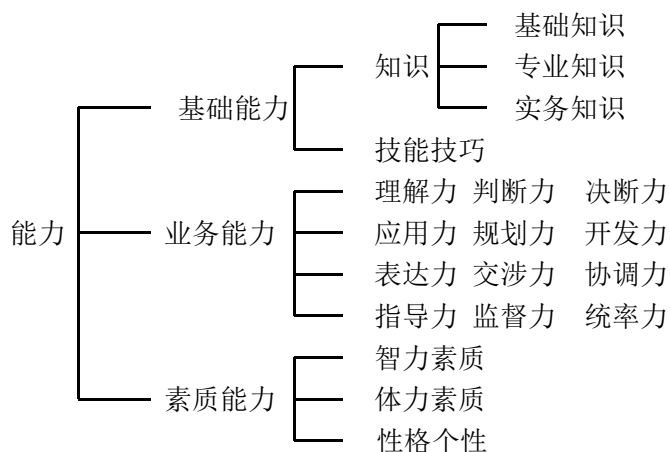 基础知识
知识 专业知识
基础能力 实务知识
技能技巧
理解力 判断力 决断力
能力 业务能力 应用力 规划力 开发力
表达力 交涉力 协调力
指导力 监督力 统率力
智力素质
素质能力 体力素质
性格个性